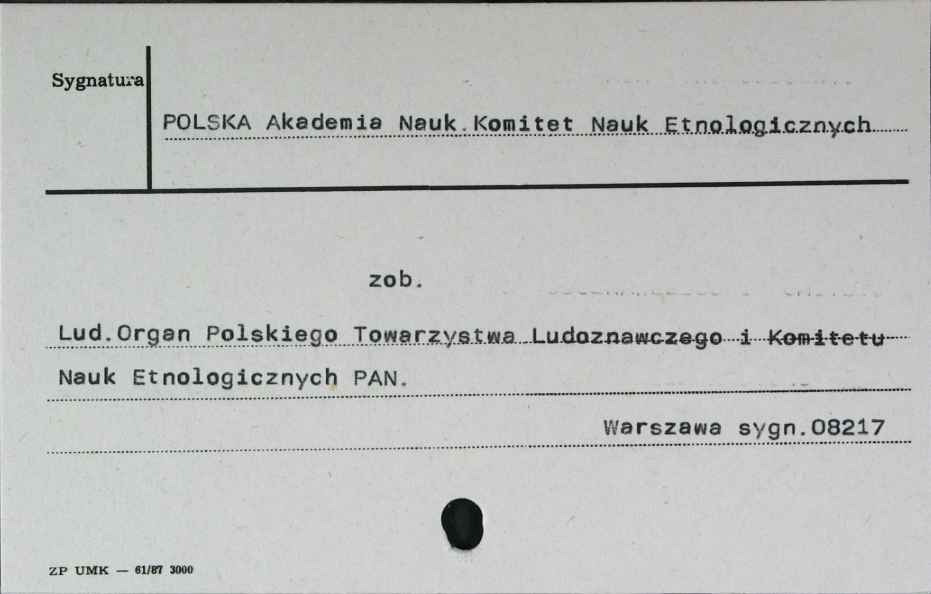 Sygnatura
POLSKA Akademia Nauk.Komitet Nauk Etnologicznych
zob.
Lud.Organ Polskiego Towarzystwa Ludoznawczego i Komitetu
Nauk Etnologicznych PAN.
Warszawa sygn.08217
ZP UMK — 61/87 3000